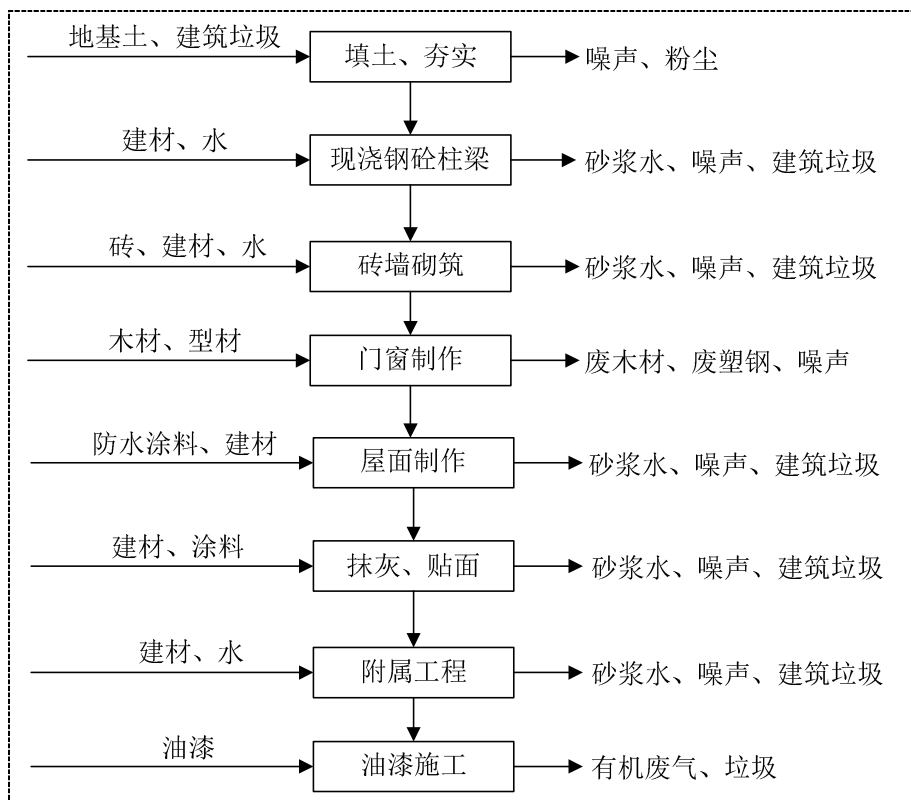 地基土、建筑垃圾
填土、夯实
噪声、粉尘
建材、水
现浇钢砼柱梁
砂浆水、噪声、建筑垃圾
砖、建材、水
砖墙砌筑
砂浆水、噪声、建筑垃圾
木材、型材
门窗制作
废木材、废塑钢、噪声
防水涂料、建材
屋面制作
砂浆水、噪声、建筑垃圾
建材、涂料
抹灰、贴面
砂浆水、噪声、建筑垃圾
建材、水
附属工程
砂浆水、噪声、建筑垃圾
油漆
油漆施工
有机废气、垃圾